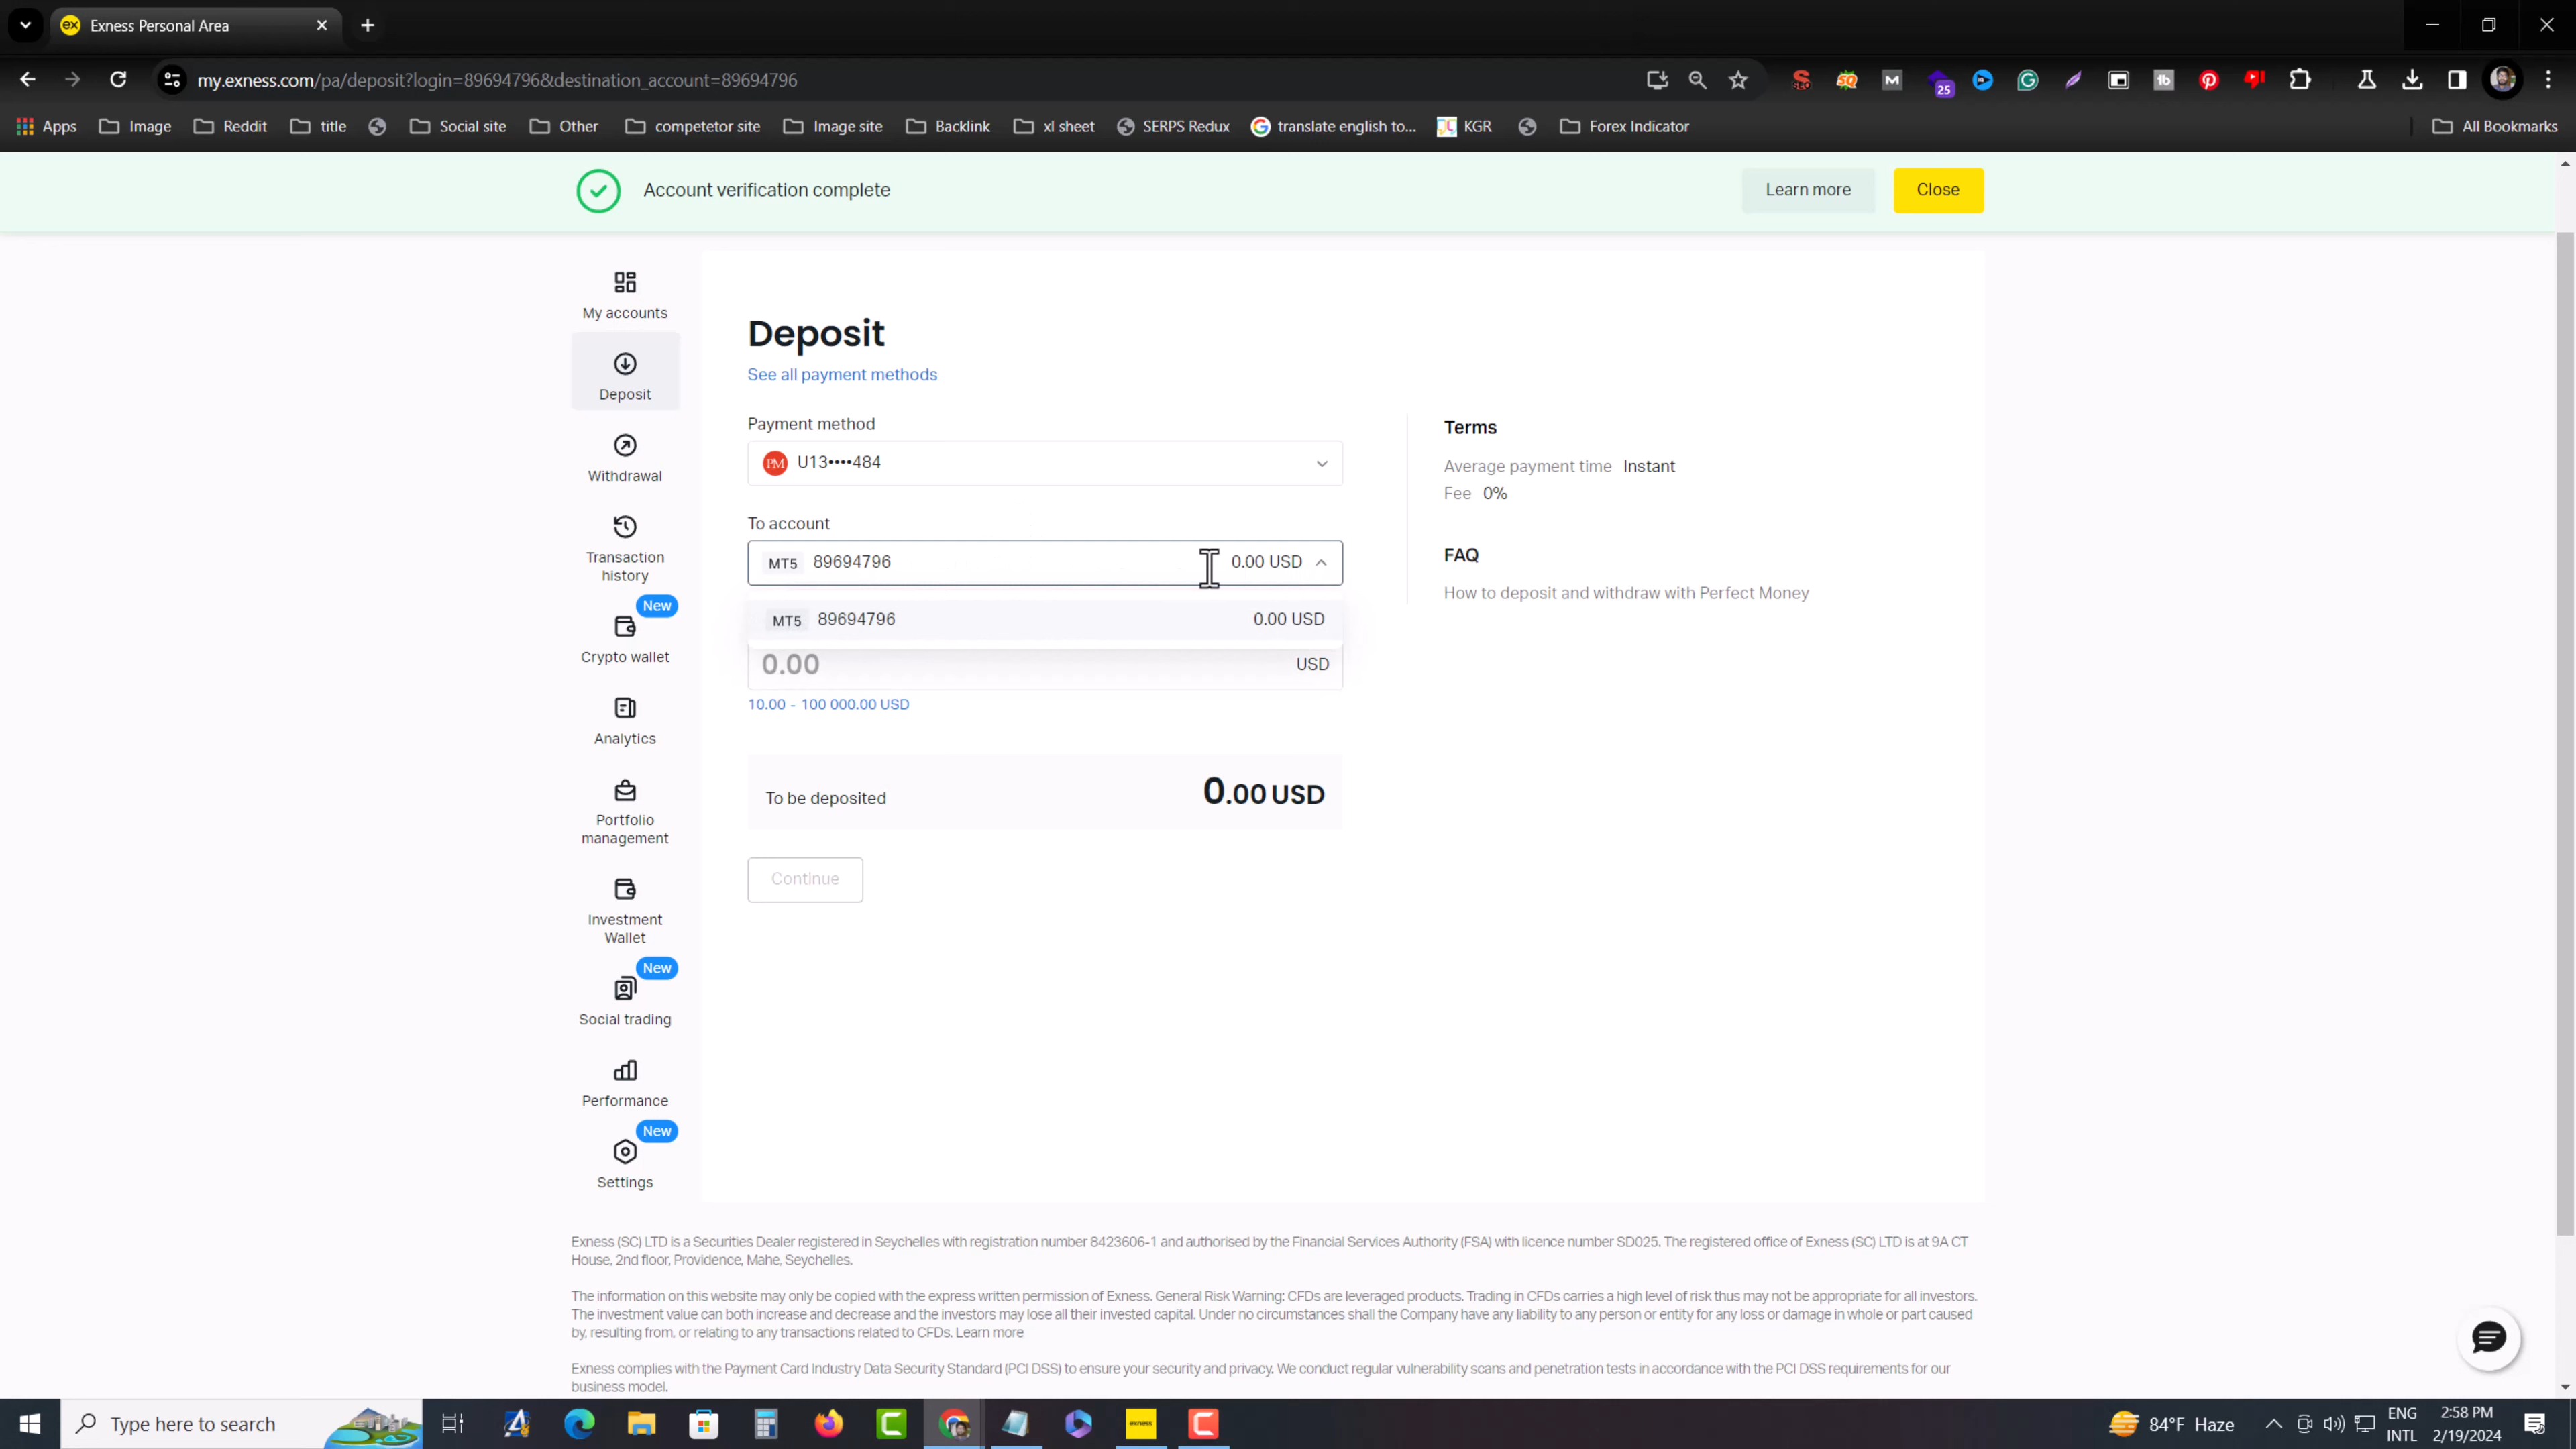 Exness Personal Area
my.exness.com/pa/deposit?login=89694796&destination_account=89694796
25
Apps Image Reddit title Social site Other competetor site Image site Backlink xl sheet SERPS Redux translate english to... KGR Forex Indicator All Bookmarks
Account verification complete Learn more Close
My accounts
Deposit
Withdrawal
Transaction
history
New
Crypto wallet
Analytics
Portfolio
management
Investment
Wallet
New
Social trading
Performance
New
Settings
Deposit
See all payment methods
Payment method
PM U13••••484
To account
MT5 89694796 0.00 USD
MT5 89694796 0.00 USD
0.00 USD
10.00 - 100 000.00 USD
To be deposited 0.00 USD
Continue
Terms
Average payment time Instant
Fee 0%
FAQ
How to deposit and withdraw with Perfect Money
Exness (SC) LTD is a Securities Dealer registered in Seychelles with registration number 8423606-1 and authorised by the Financial Services Authority (FSA) with licence number SD025. The registered office of Exness (SC) LTD is at 9A CT
House, 2nd floor, Providence, Mahe, Seychelles.
The information on this website may only be copied with the express written permission of Exness. General Risk Warning: CFDs are leveraged products. Trading in CFDs carries a high level of risk thus may not be appropriate for all investors.
The investment value can both increase and decrease and the investors may lose all their invested capital. Under no circumstances shall the Company have any liability to any person or entity for any loss or damage in whole or part caused
by, resulting from, or relating to any transactions related to CFDs. Learn more
Exness complies with the Payment Card Industry Data Security Standard (PCI DSS) to ensure your security and privacy. We conduct regular vulnerability scans and penetration tests in accordance with the PCI DSS requirements for our
business model.
Type here to search
84°F Haze
ENG
INTL
2:58 PM
2/19/2024